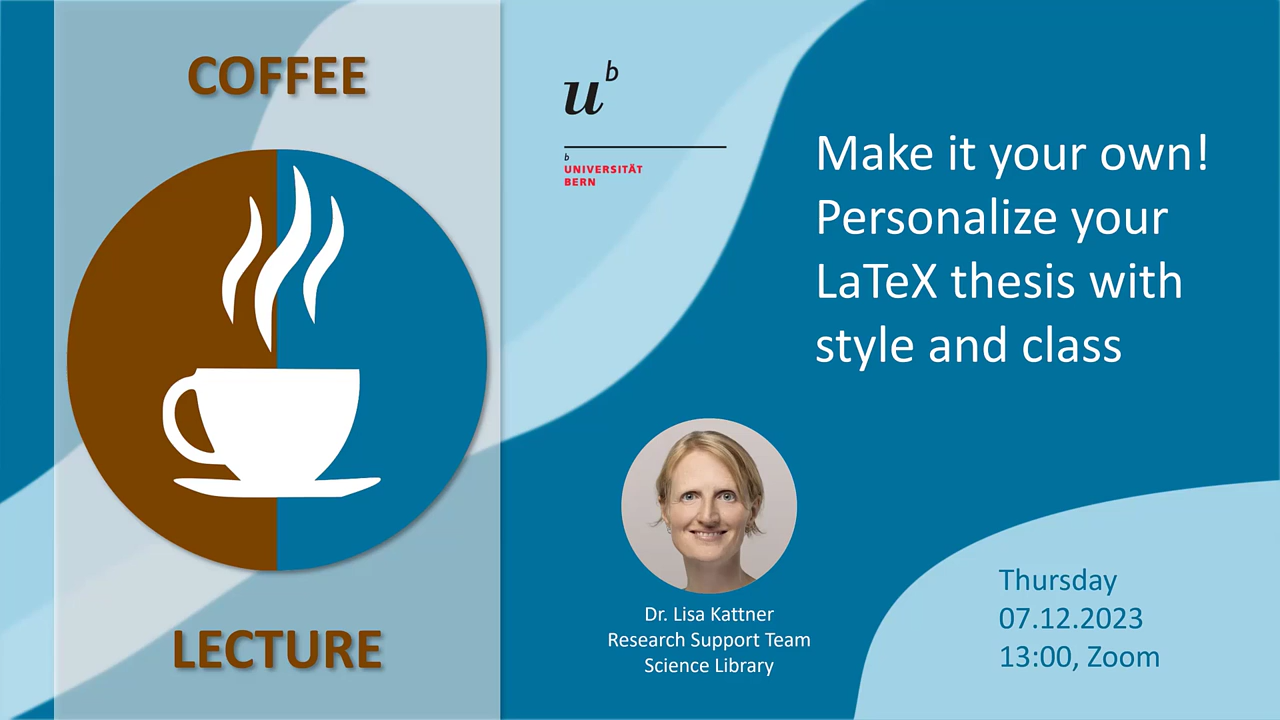 COFFEE
LECTURE
u
b
b
UNIVERSITÄT
BERN
Make it your own!
Personalize your
LaTeX thesis with
style and class
Dr. Lisa Kattner
Research Support Team
Science Library
Thursday
07.12.2023
13:00, Zoom